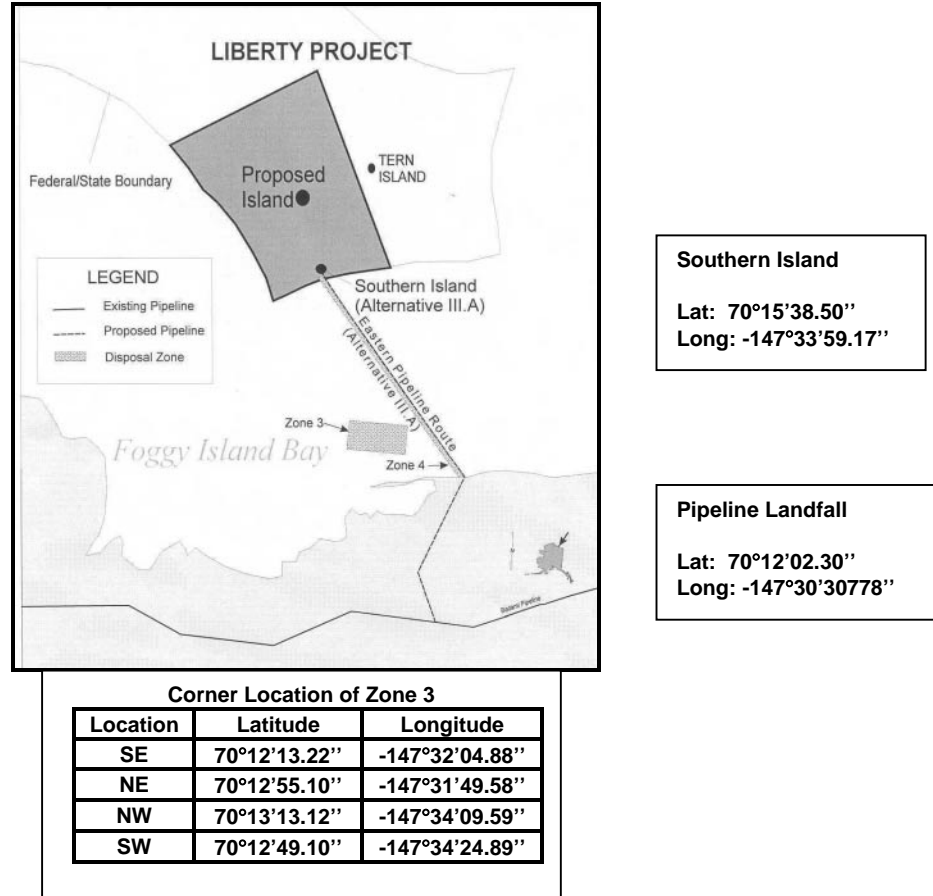 LIBERTY PROJECT
TERN
ISLAND
Federal/State Boundary
Proposed
Island
LEGEND
Existing Pipeline
Proposed Pipeline
Disposal Zone
Southern Island
(Alternative III.A)
Eastern Pipeline Route
(Alternative III.A)
Zone 3
Foggy Island Bay
Zone 4
Badami Pipeline
Southern Island
Lat: 70°15’38.50’’
Long: -147°33’59.17’’
Pipeline Landfall
Lat: 70°12’02.30’’
Long: -147°30’30778’’
Corner Location of Zone 3
Location Latitude Longitude
SE 70°12’13.22’’ -147°32’04.88’’
NE 70°12’55.10’’ -147°31’49.58’’
NW 70°13’13.12’’ -147°34’09.59’’
SW 70°12’49.10’’ -147°34’24.89’’